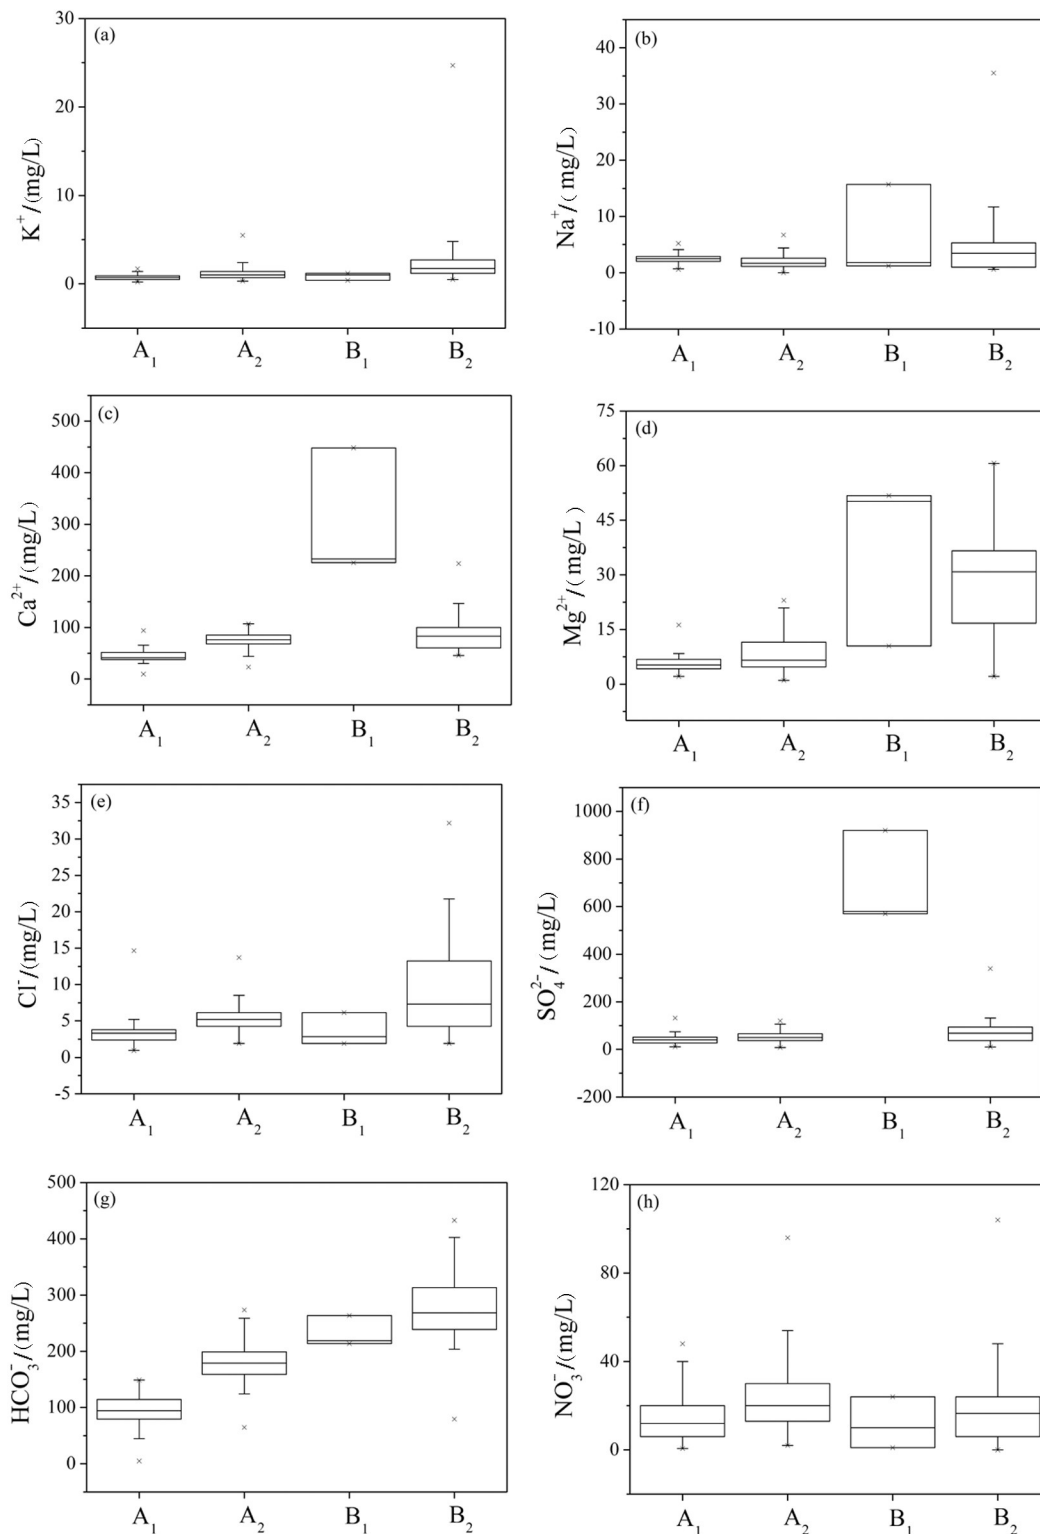 (a)
K⁺/(mg/L)
30
20
10
0
A₁ A₂ B₁ B₂
(b)
Na⁺/(mg/L)
40
30
20
10
0
-10
A₁ A₂ B₁ B₂
(c)
Ca²⁺/(mg/L)
500
400
300
200
100
0
A₁ A₂ B₁ B₂
(d)
Mg²⁺/(mg/L)
75
60
45
30
15
0
A₁ A₂ B₁ B₂
(e)
Cl⁻/(mg/L)
35
30
25
20
15
10
5
0
-5
A₁ A₂ B₁ B₂
(f)
SO₄²⁻/(mg/L)
1000
800
600
400
200
0
-200
A₁ A₂ B₁ B₂
(g)
HCO₃⁻/(mg/L)
500
400
300
200
100
0
A₁ A₂ B₁ B₂
(h)
NO₃⁻/(mg/L)
120
80
40
0
A₁ A₂ B₁ B₂